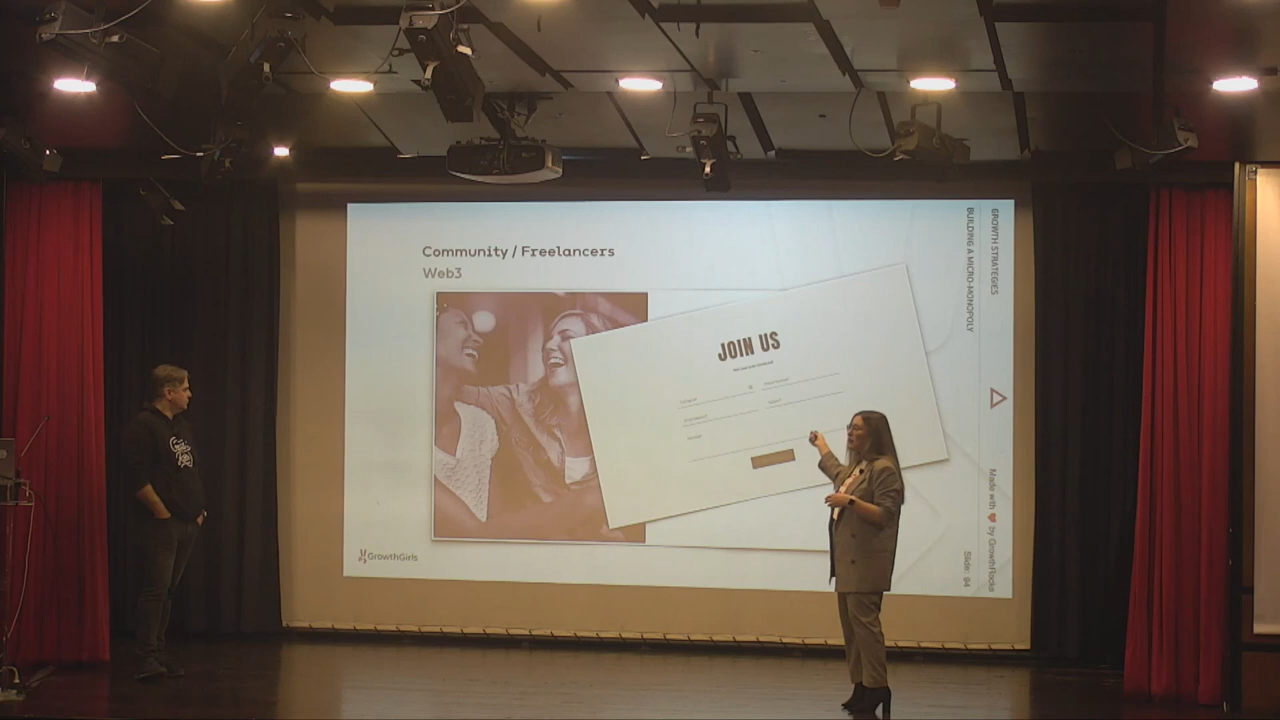 Community / Freelancers
Web3
JOIN US
GrowthGirls
GROWTH STRATEGIES
BUILDING A MICRO-MONOPOLY
Made with ❤ by GrowthRocks
Slide: 04